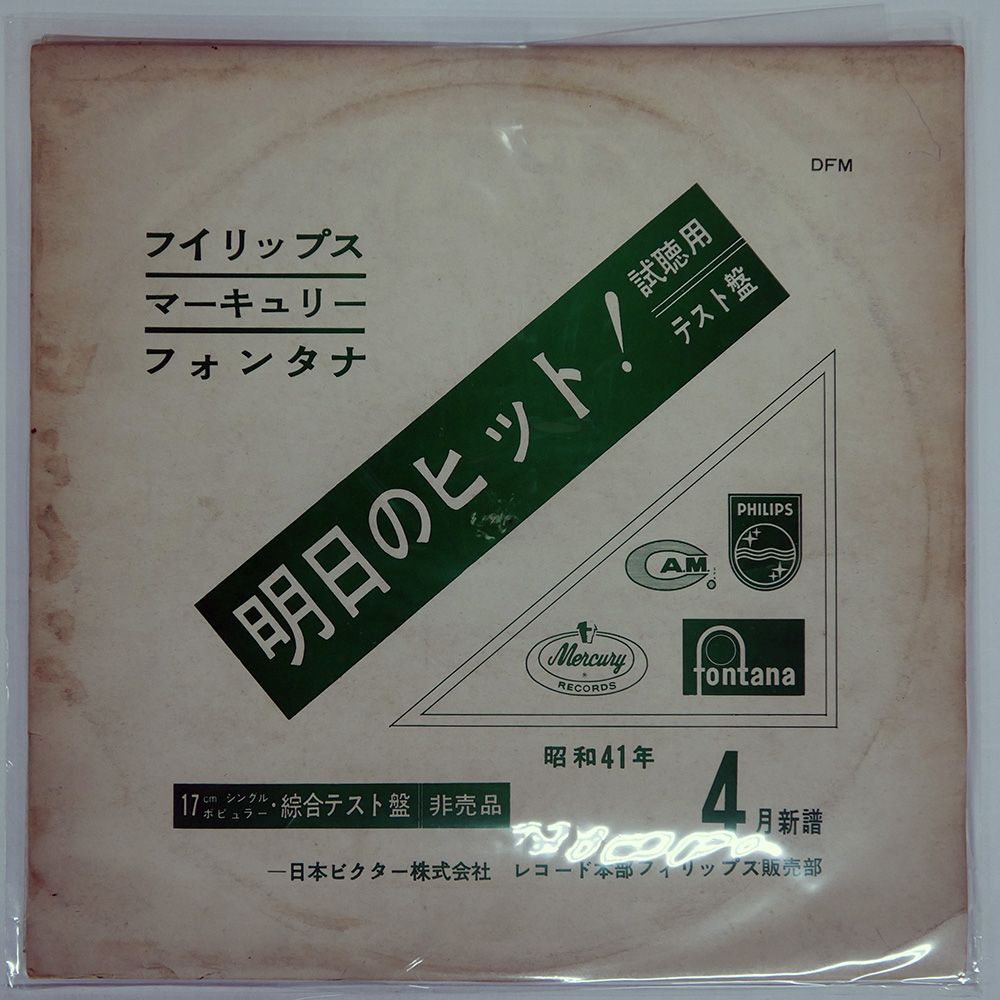 DFM
フイリップス
マーキュリー
フォンタナ
明日のヒット!
試聴用
テスト盤
PHILIPS
CAM.
Mercury
®
RECORDS
fontana
昭和41年
4月新譜
17cm シングル
ポピュラー・綜合テスト盤 非売品
—日本ビクター株式会社 レコード本部フィリップス販売部